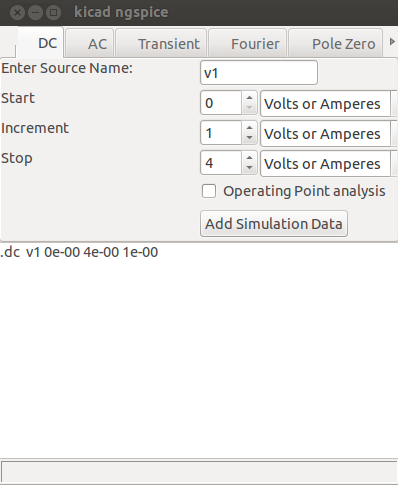 kicad ngspice
DC AC Transient Fourier Pole Zero
Enter Source Name: v1
Start 0 Volts or Amperes
Increment 1 Volts or Amperes
Stop 4 Volts or Amperes
Operating Point analysis
Add Simulation Data
.dc v1 0e-00 4e-00 1e-00